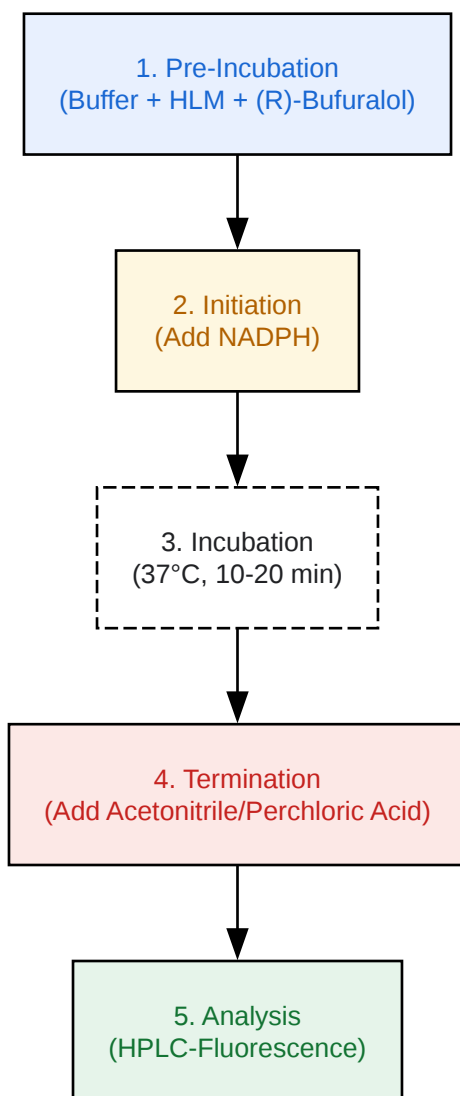 1. Pre-Incubation
(Buffer + HLM + (R)-Bufuralol)
2. Initiation
(Add NADPH)
3. Incubation
(37°C, 10-20 min)
4. Termination
(Add Acetonitrile/Perchloric Acid)
5. Analysis
(HPLC-Fluorescence)